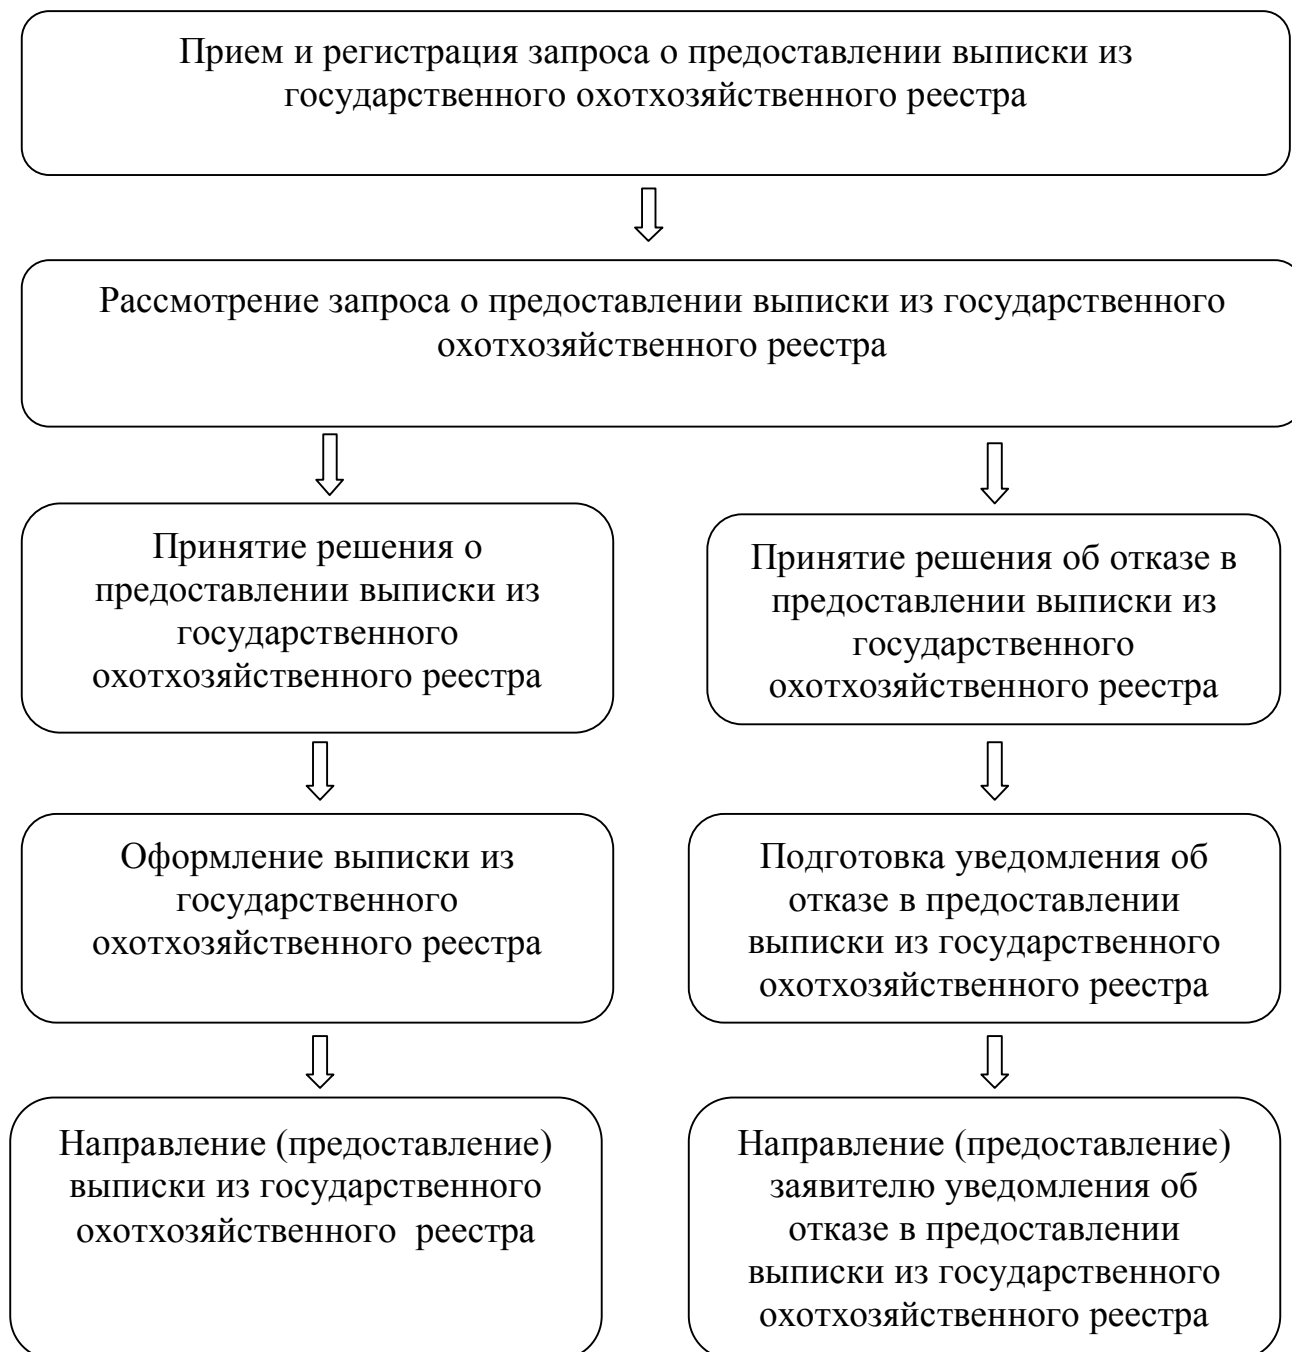 Прием и регистрация запроса о предоставлении выписки из
государственного охотхозяйственного реестра
Рассмотрение запроса о предоставлении выписки из государственного
охотхозяйственного реестра
Принятие решения о
предоставлении выписки из
государственного
охотхозяйственного реестра
Принятие решения об отказе в
предоставлении выписки из
государственного
охотхозяйственного реестра
Оформление выписки из
государственного
охотхозяйственного реестра
Подготовка уведомления об
отказе в предоставлении
выписки из государственного
охотхозяйственного реестра
Направление (предоставление)
выписки из государственного
охотхозяйственного реестра
Направление (предоставление)
заявителю уведомления об
отказе в предоставлении
выписки из государственного
охотхозяйственного реестра